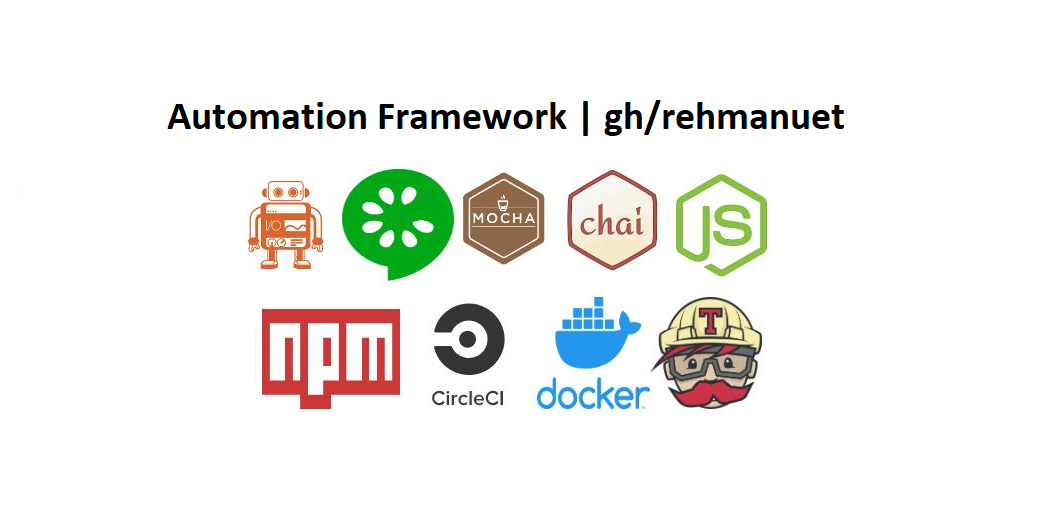 Automation Framework | gh/rehmanuet
I/O
MOCHA
chai
JS
npm
CircleCI
docker
T